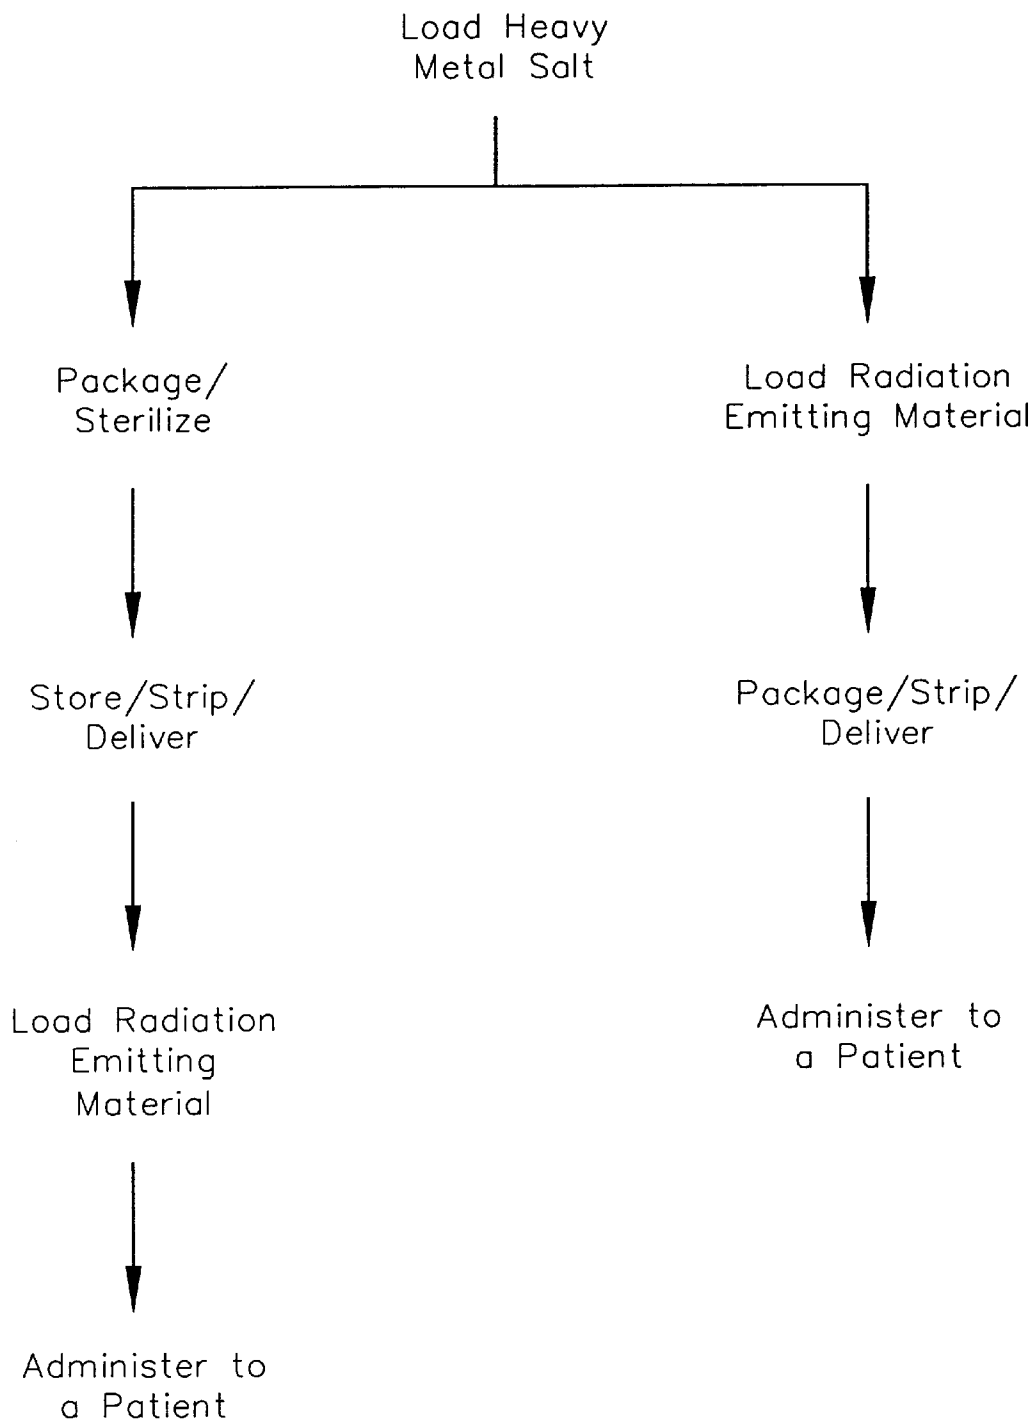 Load Heavy
Metal Salt
Package/
Sterilize
Load Radiation
Emitting Material
Store/Strip/
Deliver
Package/Strip/
Deliver
Load Radiation
Emitting
Material
Administer to
a Patient
Administer to
a Patient